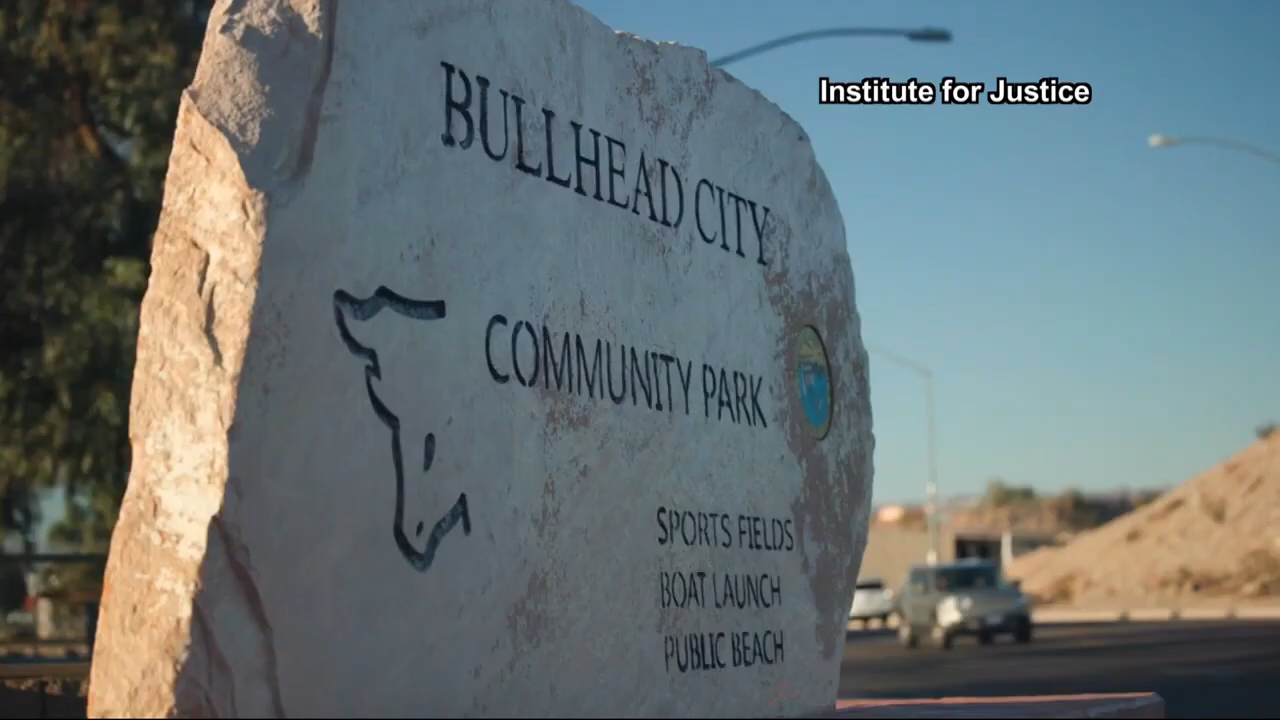 Institute for Justice
BULLHEAD CITY
COMMUNITY PARK
SPORTS FIELDS
BOAT LAUNCH
PUBLIC BEACH